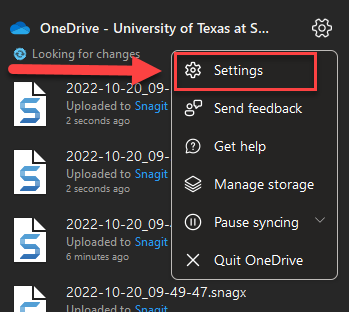 OneDrive - University of Texas at S...
Looking for changes
Settings
2022-10-20_09-
Uploaded to Snagit
2 seconds ago
Send feedback
Get help
2022-10-20_09-
Uploaded to Snagit
2 seconds ago
Manage storage
2022-10-20_09-
Uploaded to Snagit
6 minutes ago
Pause syncing
Quit OneDrive
2022-10-20_09-49-47.snagx